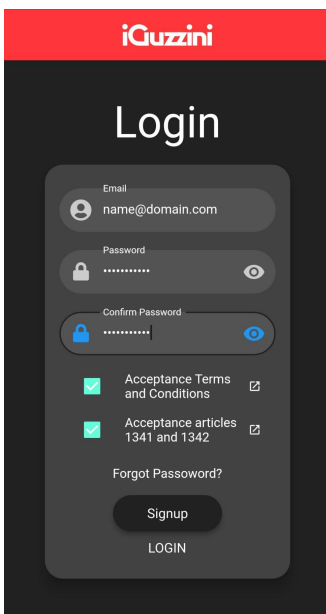 iGuzzini
Login
Email
name@domain.com
Password
•••••••••••
Confirm Password
••••••••••
Acceptance Terms
and Conditions
Acceptance articles
1341 and 1342
Forgot Passoword?
Signup
LOGIN